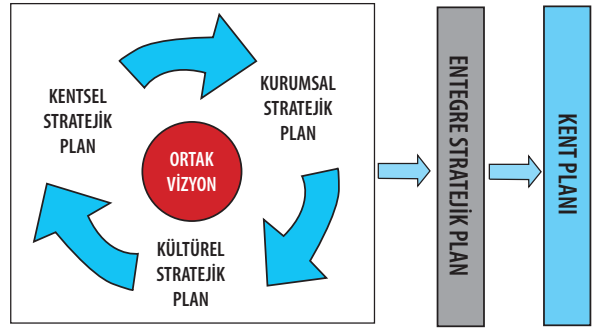 KENTSEL
STRATEJİK
PLAN
KURUMSAL
STRATEJİK
PLAN
ORTAK
VİZYON
KÜLTÜREL
STRATEJİK
PLAN
ENTEGRE STRATEJİK PLAN
KENT PLANI